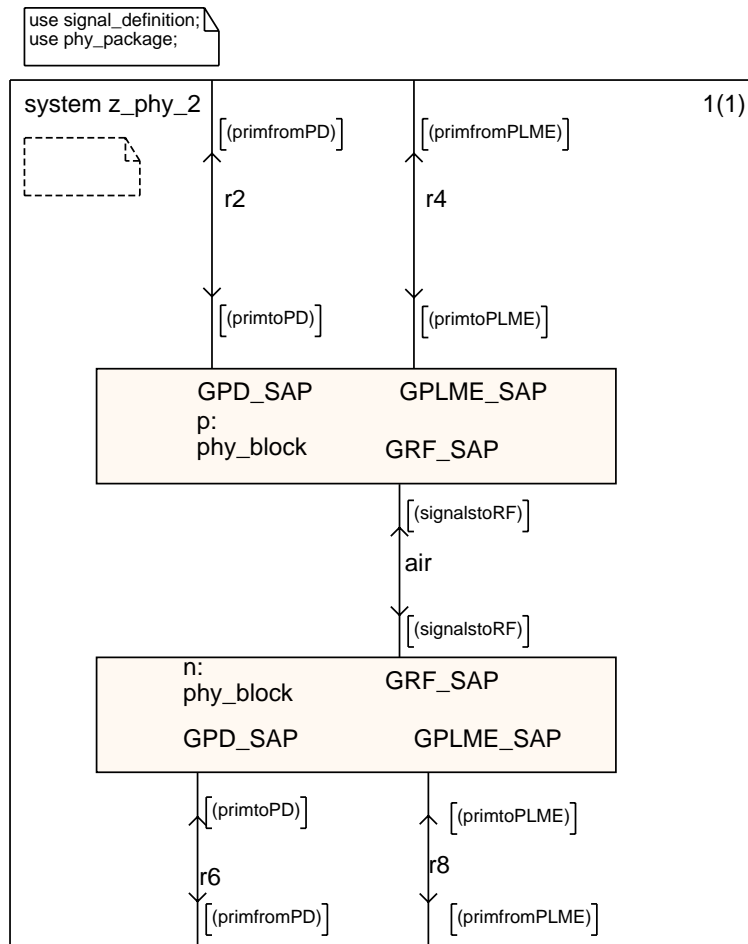 use signal_definition;
use phy_package;
system z_phy_2 1(1)
(primfromPD) (primfromPLME)
r2 r4
(primtoPD) (primtoPLME)
GPD_SAP GPLME_SAP
p:
phy_block GRF_SAP
(signalstoRF)
air
(signalstoRF)
n:
phy_block GRF_SAP
GPD_SAP GPLME_SAP
(primtoPD) (primtoPLME)
r6 r8
(primfromPD) (primfromPLME)